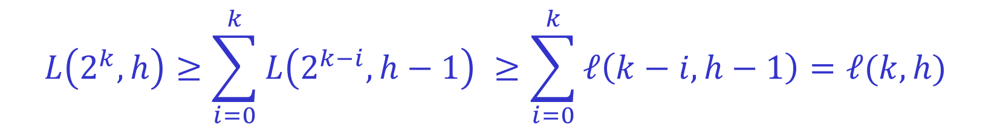 L(2^k, h) ≥ ∑_{i=0}^{k} L(2^{k−i}, h − 1) ≥ ∑_{i=0}^{k} ℓ(k − i, h − 1) = ℓ(k, h)